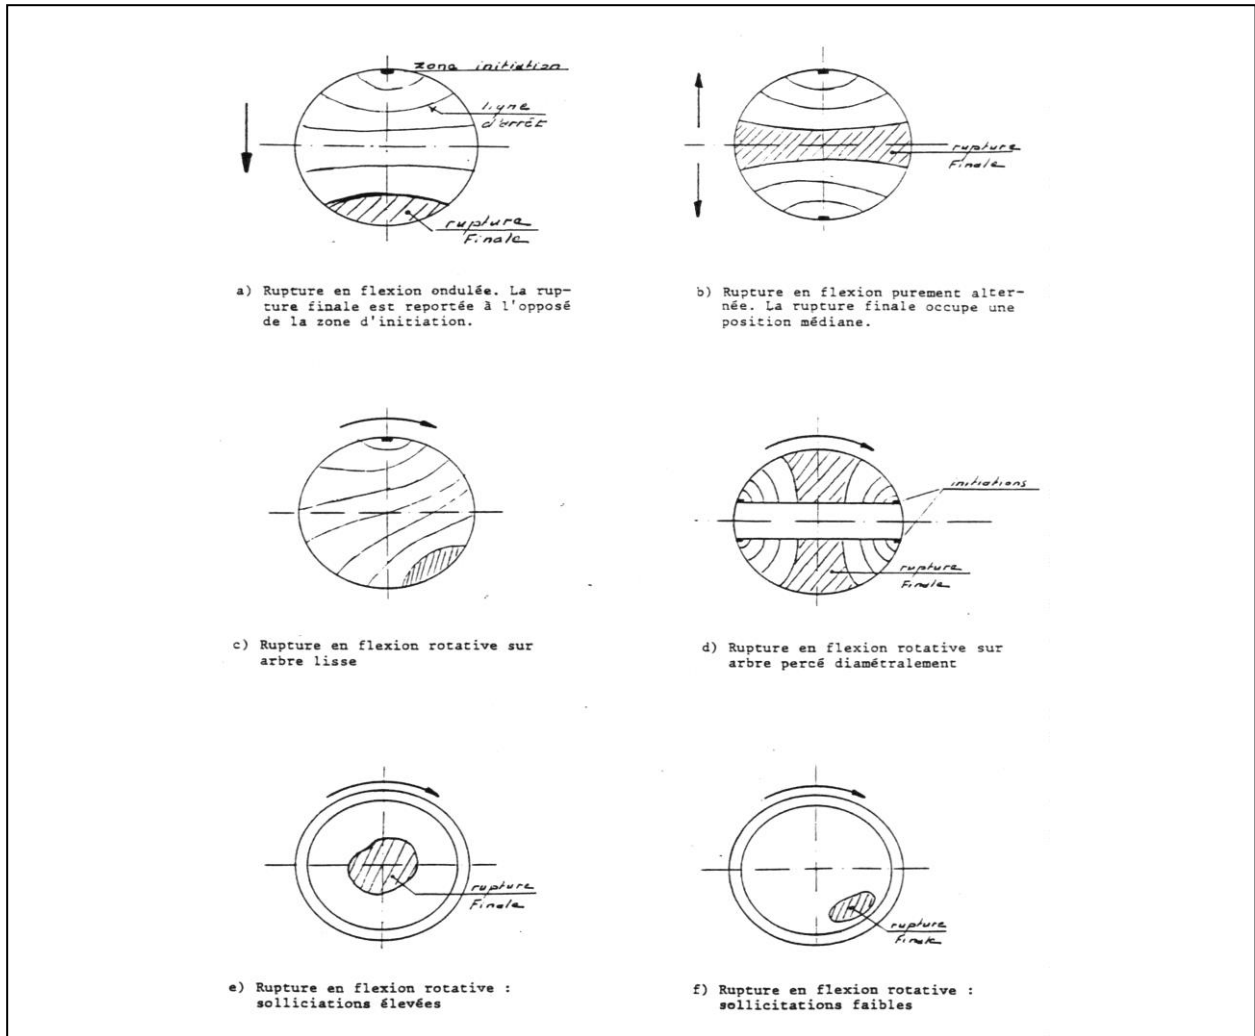 zone initiation
ligne
d'arrêt
rupture
Finale
a) Rupture en flexion ondulée. La rup-
ture finale est reportée à l'opposé
de la zone d'initiation.
rupture
Finale
b) Rupture en flexion purement alter-
née. La rupture finale occupe une
position médiane.
c) Rupture en flexion rotative sur
arbre lisse
initiations
rupture
Finale
d) Rupture en flexion rotative sur
arbre percé diamétralement
rupture
Finale
e) Rupture en flexion rotative :
solliciations élevées
rupture
Finale
f) Rupture en flexion rotative :
sollicitations faibles